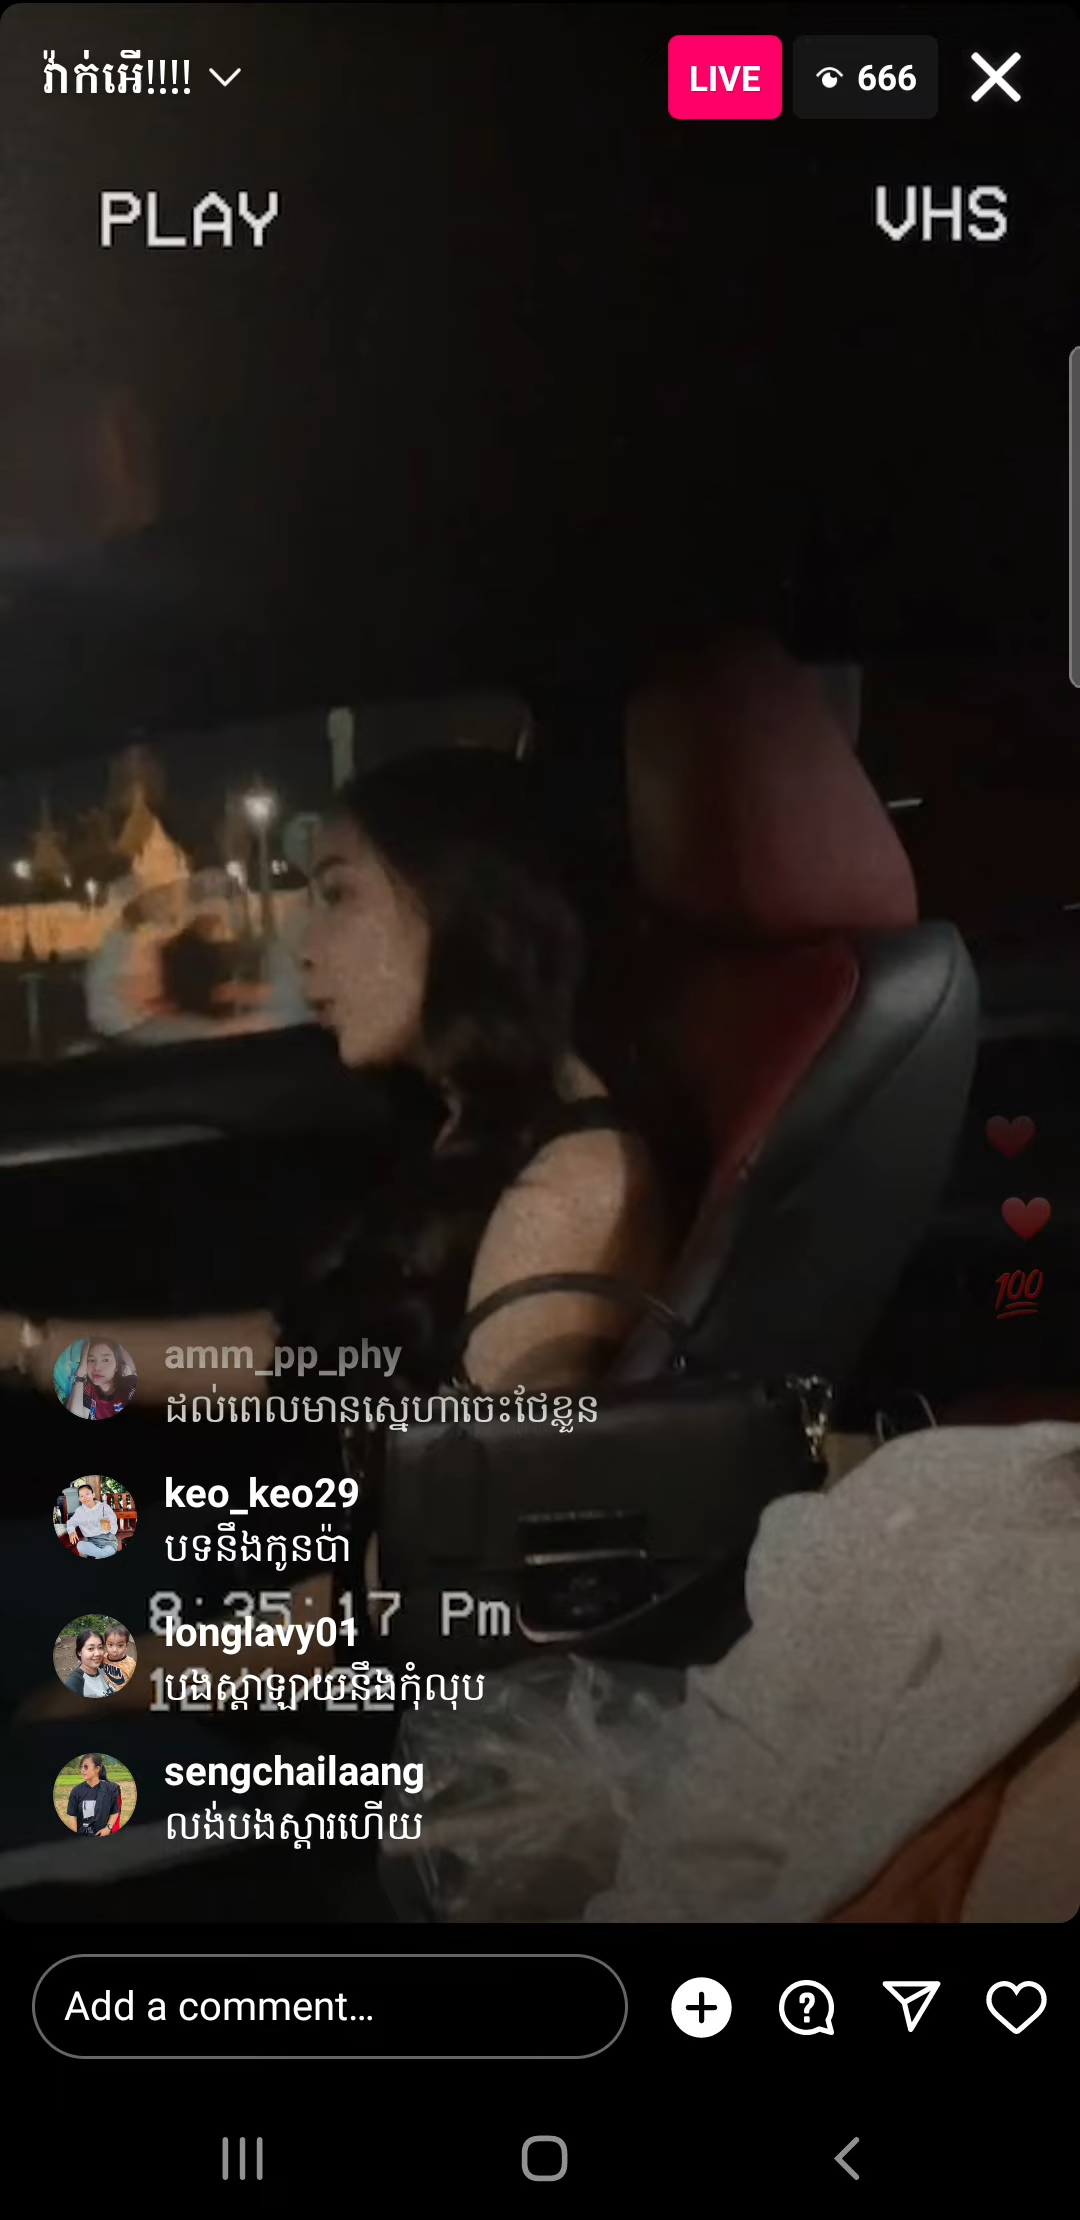 វ៉ាក់អើ!!!!
LIVE
666
PLAY
VHS
amm_pp_phy
ដល់ពេលមានស្នេហាចេះថែខ្លួន
keo_keo29
បទនឹងកូនប៉ា
8:35:17 Pm
longlavy01
បងស្តាឡាយនឹងកុំលុប
sengchailaang
លង់បងស្តារហើយ
Add a comment...